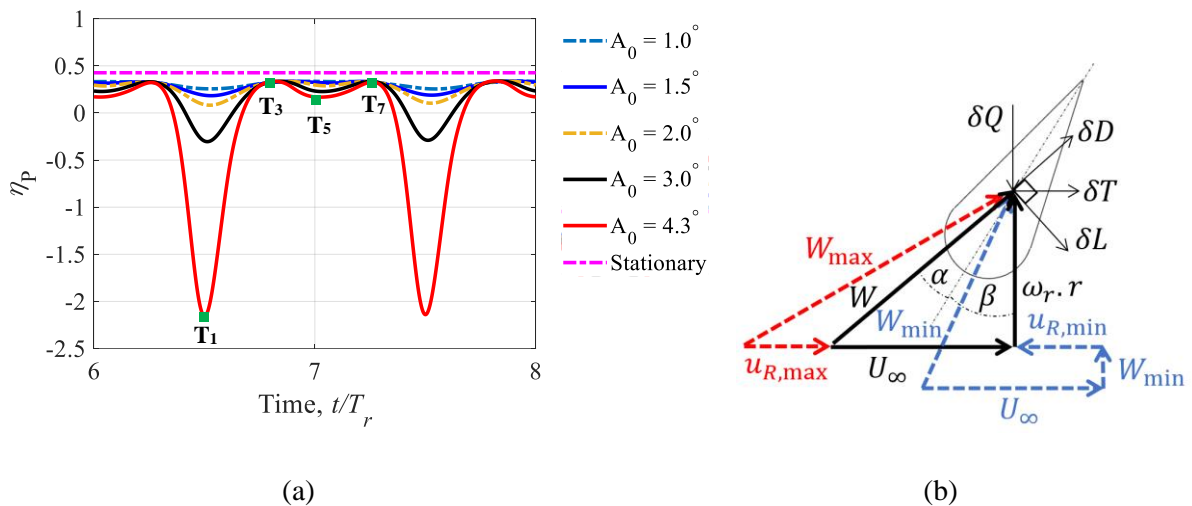 1
0.5
0
-0.5
-1
-1.5
-2
-2.5
η_P
6
7
8
Time, t/T_r
T₁
T₃
T₅
T₇
A₀ = 1.0°
A₀ = 1.5°
A₀ = 2.0°
A₀ = 3.0°
A₀ = 4.3°
Stationary
(a)
δQ
δD
δT
δL
W_max
W
α
β
ω_r.r
W_min
u_R,min
u_R,max
U_∞
W_min
U_∞
(b)